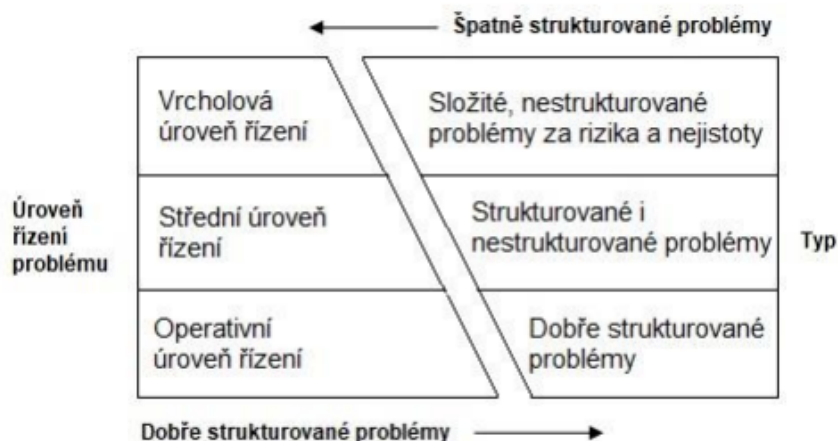 Špatně strukturované problémy
Vrcholová
úroveň řízení
Složité, nestrukturované
problémy za rizika a nejistoty
Úroveň
řízení
problému
Střední úroveň
řízení
Strukturované i
nestrukturované problémy
Typ
Operativní
úroveň řízení
Dobře strukturované
problémy
Dobře strukturované problémy